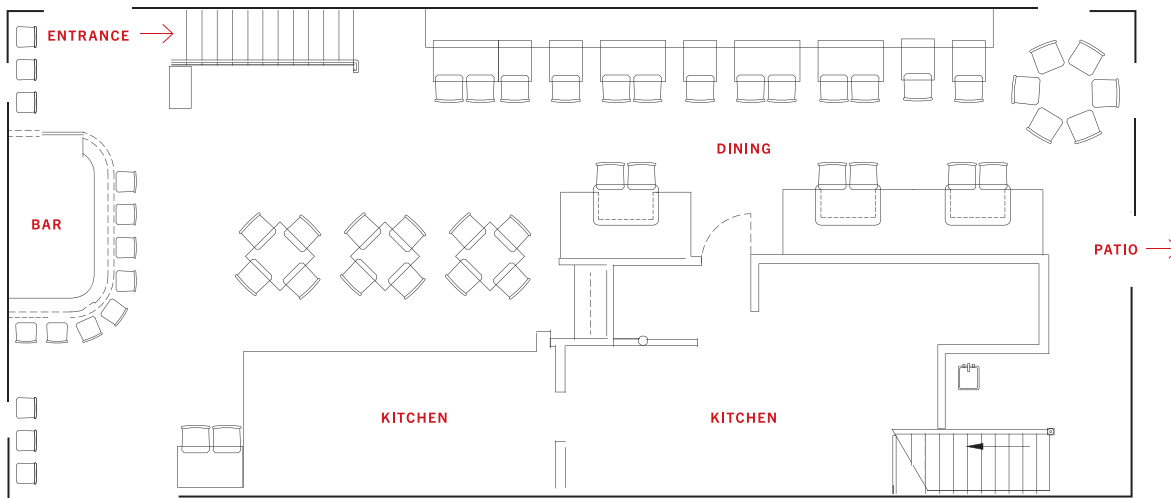 ENTRANCE
DINING
BAR
PATIO
KITCHEN
KITCHEN